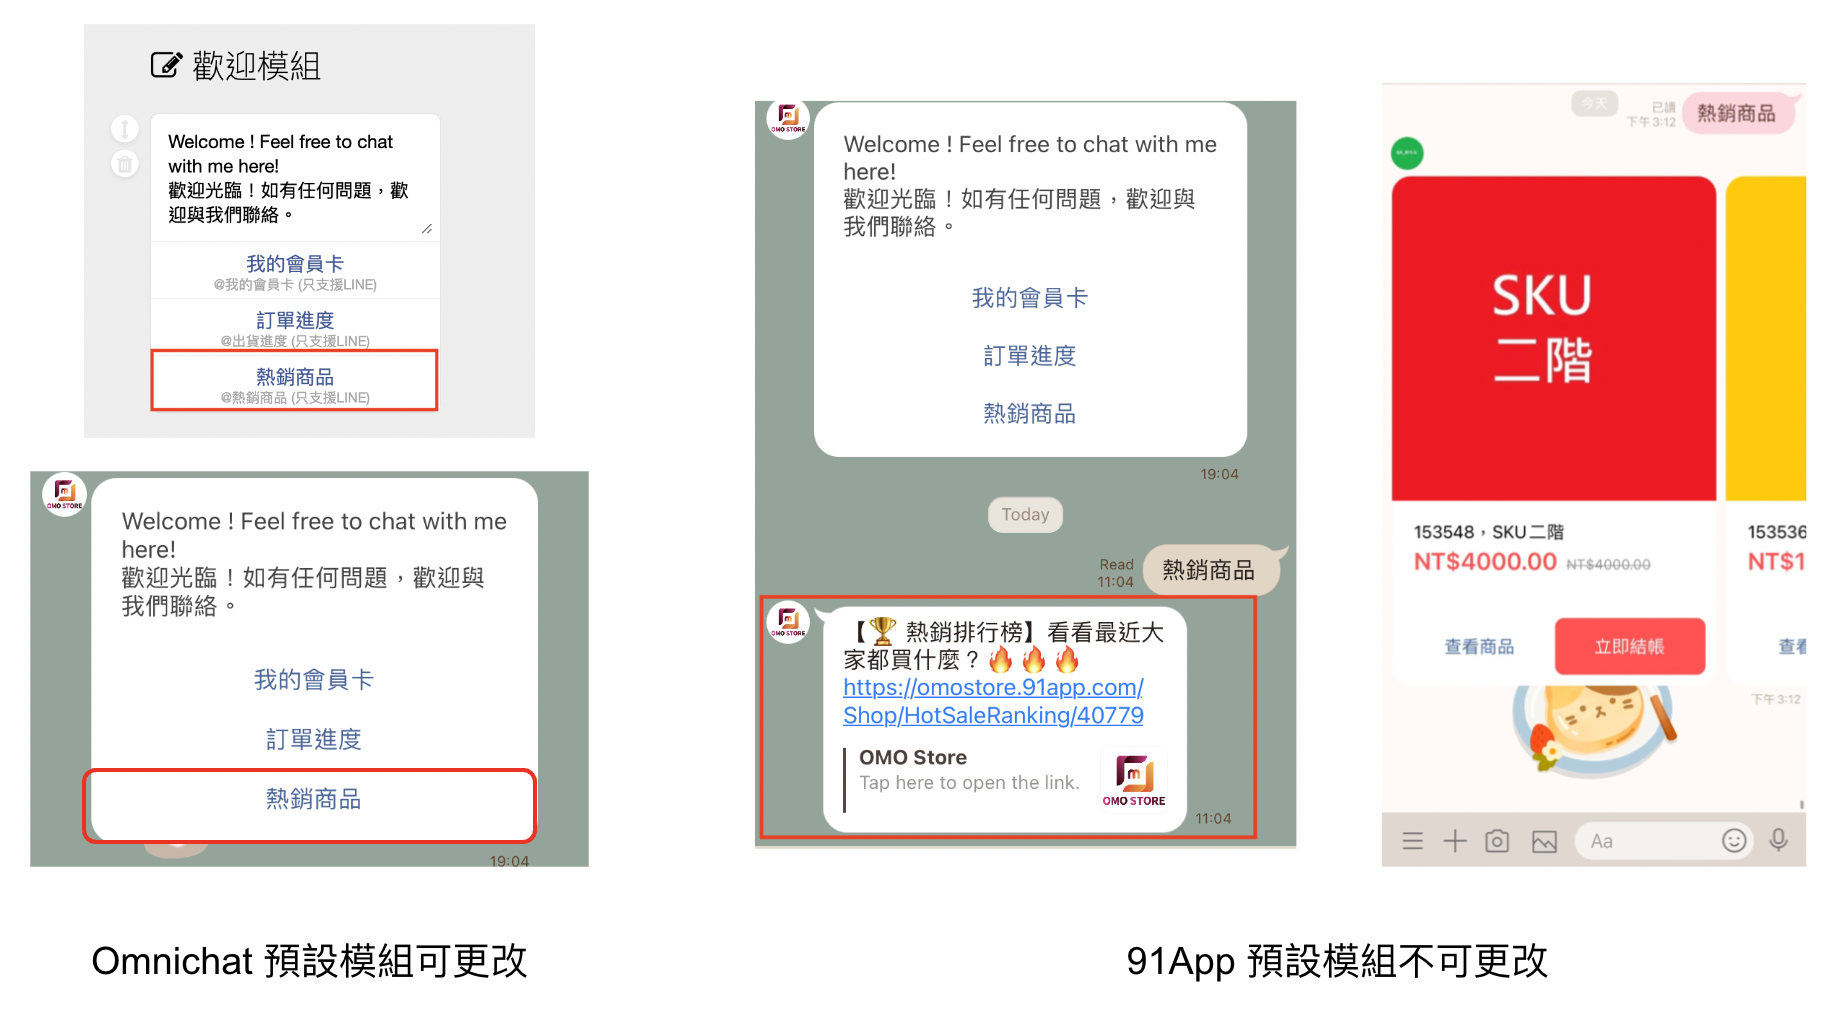 歡迎模組
Welcome ! Feel free to chat
with me here!
歡迎光臨！如有任何問題，歡
迎與我們聯絡。
我的會員卡
@我的會員卡 (只支援LINE)
訂單進度
@出貨進度 (只支援LINE)
熱銷商品
@熱銷商品 (只支援LINE)
OMO STORE
Welcome ! Feel free to chat with me
here!
歡迎光臨！如有任何問題，歡迎與
我們聯絡。
我的會員卡
訂單進度
熱銷商品
19:04
Omnichat 預設模組可更改
OMO STORE
Welcome ! Feel free to chat with me
here!
歡迎光臨！如有任何問題，歡迎與
我們聯絡。
我的會員卡
訂單進度
熱銷商品
19:04
Today
Read
11:04
熱銷商品
OMO STORE
【🏆 熱銷排行榜】看看最近大
家都買什麼？🔥🔥🔥
https://omostore.91app.com/
Shop/HotSaleRanking/40779
OMO Store
Tap here to open the link.
OMO STORE
11:04
今天
已讀
下午3:12
熱銷商品
SKU
二階
153548，SKU二階
NT$4000.00 NT$4000.00
查看商品
立即結帳
153536
NT$1
查看
下午3:12
Aa
91App 預設模組不可更改